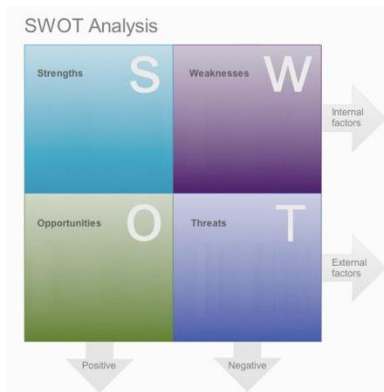 SWOT Analysis
Strengths
S
Weaknesses
W
Internal
factors
Opportunities
O
Threats
T
External
factors
Positive
Negative